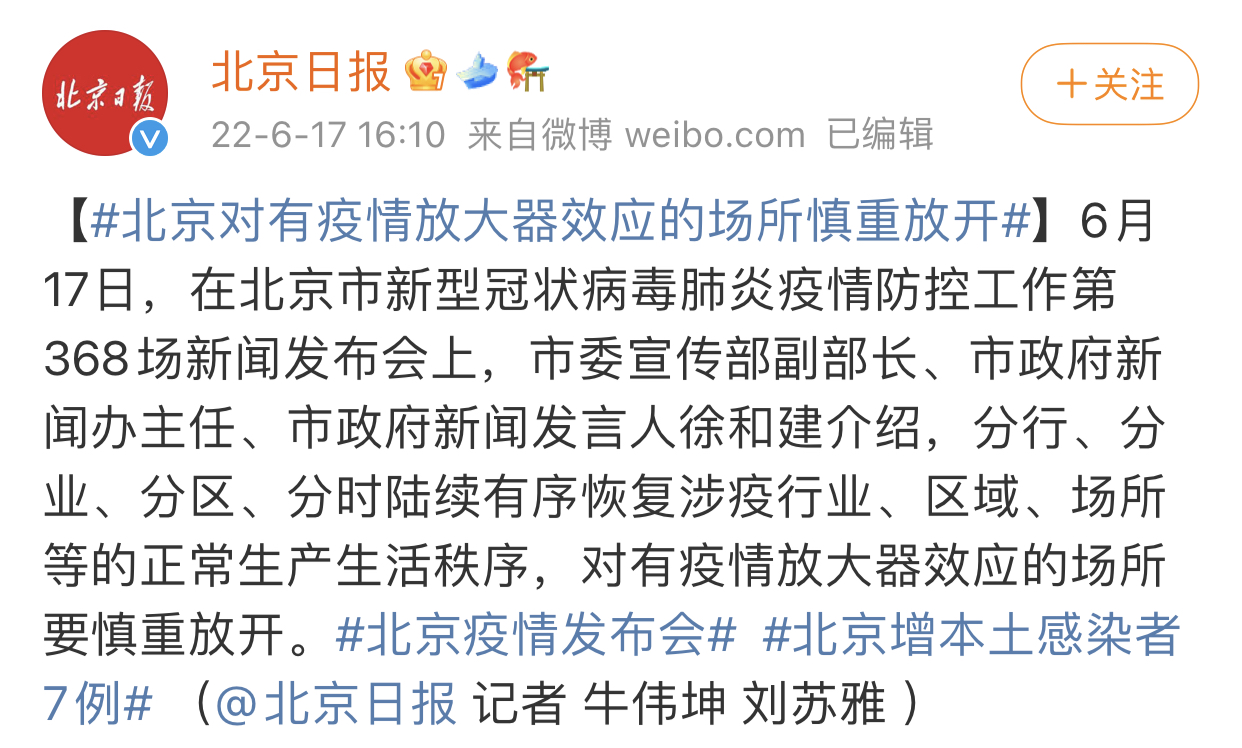 北京日报
北京日报
+关注
22-6-17 16:10 来自微博 weibo.com 已编辑
【#北京对有疫情放大器效应的场所慎重放开#】6月
17日，在北京市新型冠状病毒肺炎疫情防控工作第
368场新闻发布会上，市委宣传部副部长、市政府新
闻办主任、市政府新闻发言人徐和建介绍，分行、分
业、分区、分时陆续有序恢复涉疫行业、区域、场所
等的正常生产生活秩序，对有疫情放大器效应的场所
要慎重放开。#北京疫情发布会# #北京增本土感染者
7例# （@北京日报 记者 牛伟坤 刘苏雅 ）